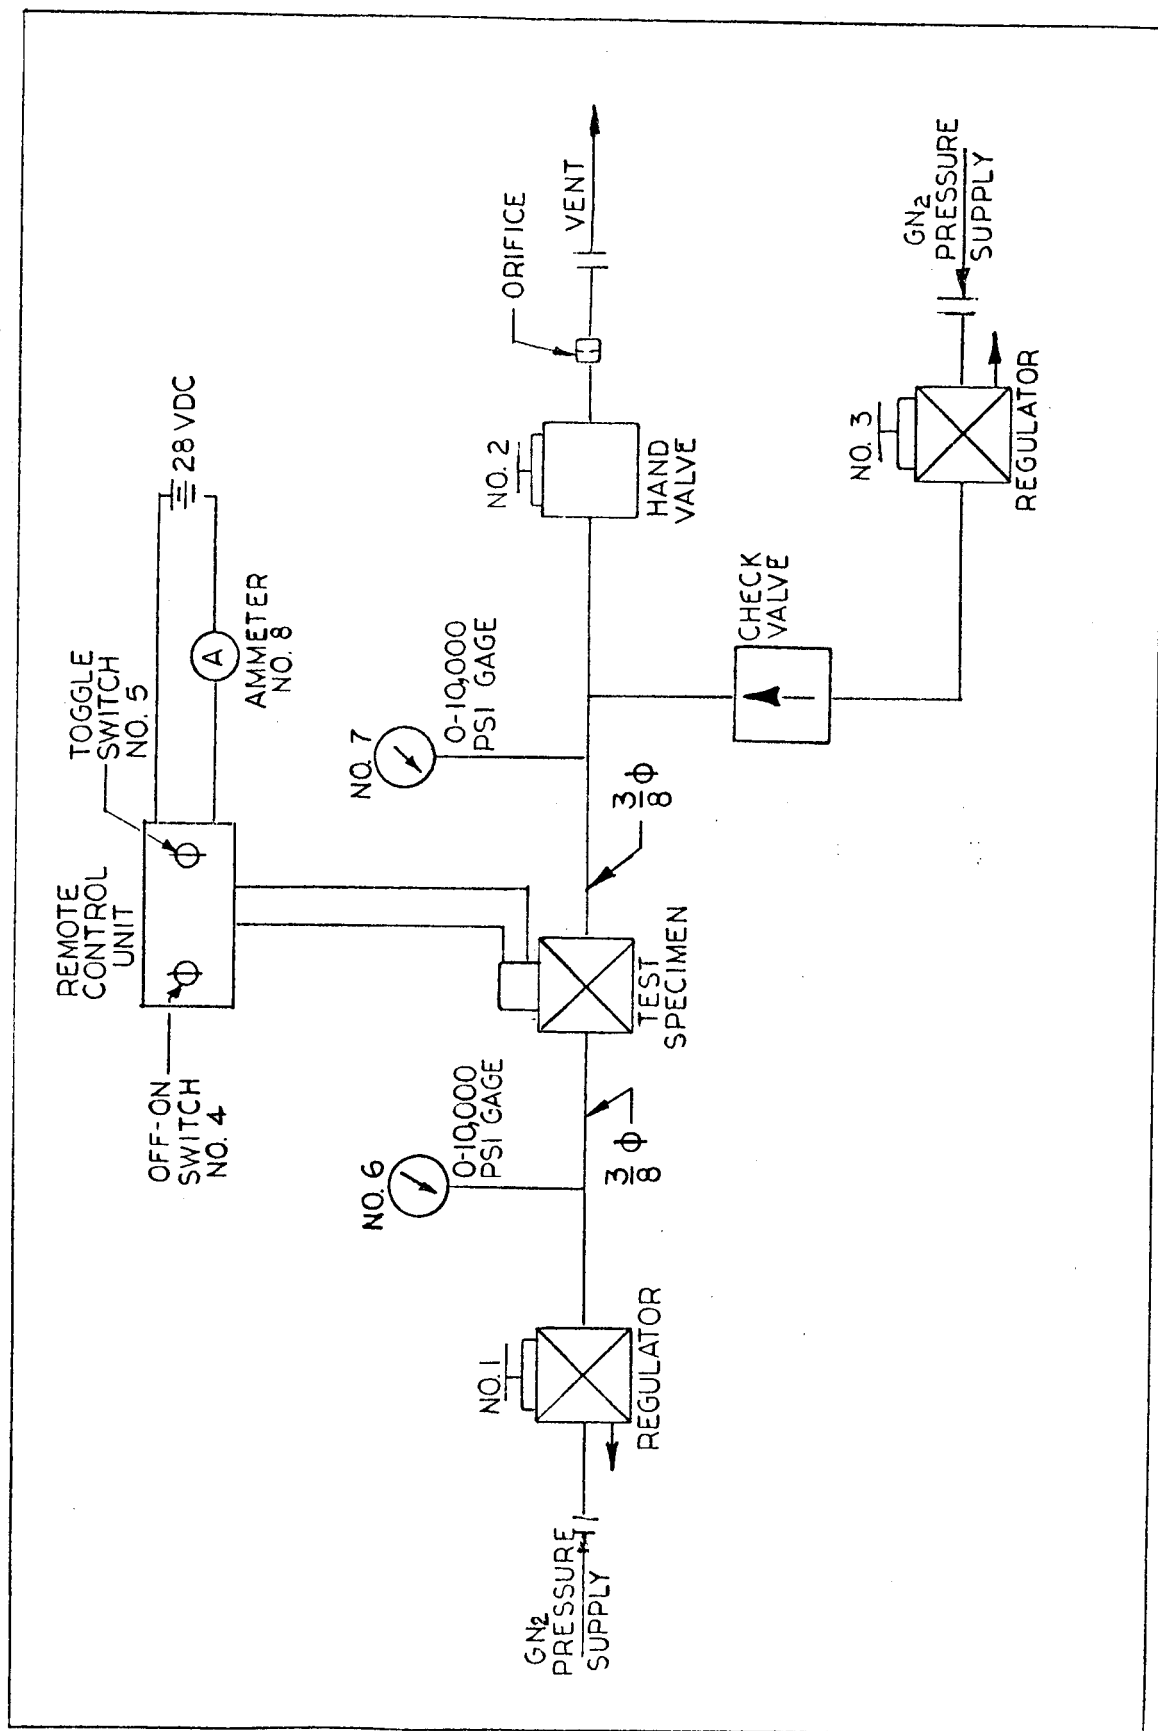 REMOTE
CONTROL
UNIT
TOGGLE
SWITCH
NO. 5
OFF-ON
SWITCH
NO. 4
28 VDC
A
AMMETER
NO. 8
NO. 6
0-10,000
PSI GAGE
NO. 7
0-10,000
PSI GAGE
ORIFICE
VENT
GN2
PRESSURE
SUPPLY
NO. 1
REGULATOR
3/8 ϕ
TEST
SPECIMEN
3/8 ϕ
NO. 2
HAND
VALVE
CHECK
VALVE
NO. 3
REGULATOR
GN2
PRESSURE
SUPPLY